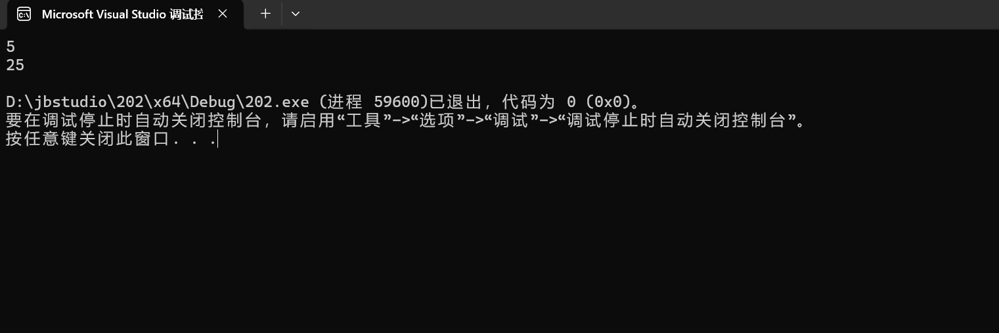 Microsoft Visual Studio 调试控
5
25
D:\jbstudio\202\x64\Debug\202.exe (进程 59600)已退出，代码为 0 (0x0)。
要在调试停止时自动关闭控制台，请启用“工具”->“选项”->“调试”->“调试停止时自动关闭控制台”。
按任意键关闭此窗口. . .